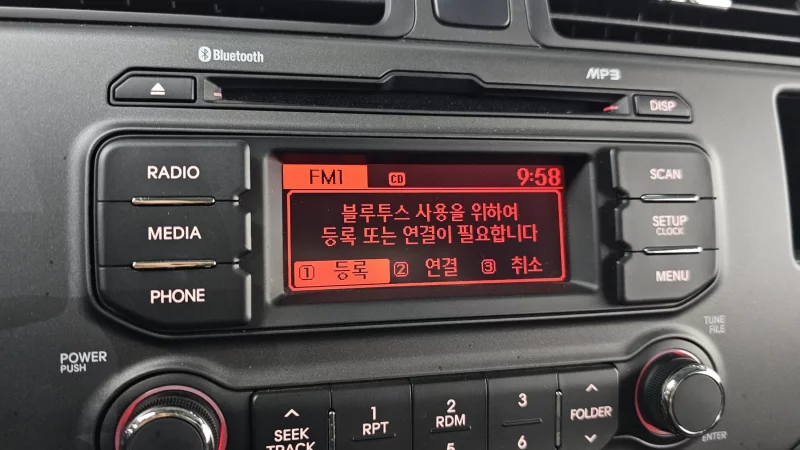 Bluetooth
MP3
DISP
RADIO
MEDIA
PHONE
FM1 CD 9:58
블루투스 사용을 위하여
등록 또는 연결이 필요합니다
1 등록 2 연결 3 취소
SCAN
SETUP
CLOCK
MENU
POWER
PUSH
TUNE
FILE
SEEK
TRACK
1
RPT
2
RDM
3
5
6
FOLDER
ENTER